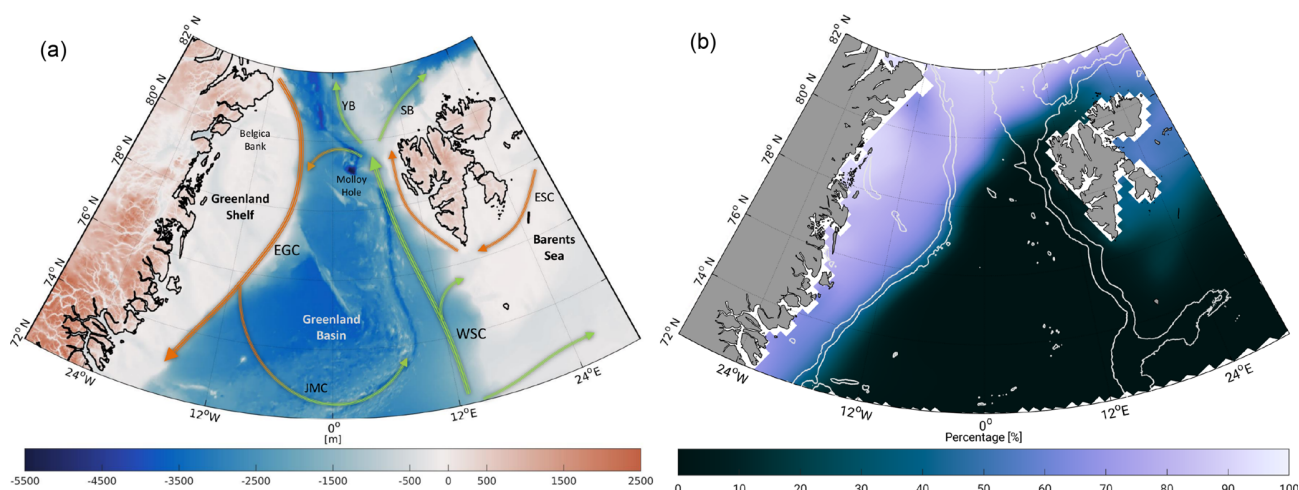 (a)
82° N
80° N
78° N
76° N
74° N
72° N
24°W
12°W
0°
12°E
24°E
YB
SB
Belgica
Bank
Molloy
Hole
Greenland
Shelf
ESC
Barents
Sea
EGC
Greenland
Basin
WSC
JMC
[m]
-5500 -4500 -3500 -2500 -1500 -500 0 500 1500 2500
(b)
82° N
80° N
78° N
76° N
74° N
72° N
24°W
12°W
0°
12°E
24°E
Percentage [%]
0 10 20 30 40 50 60 70 80 90 100